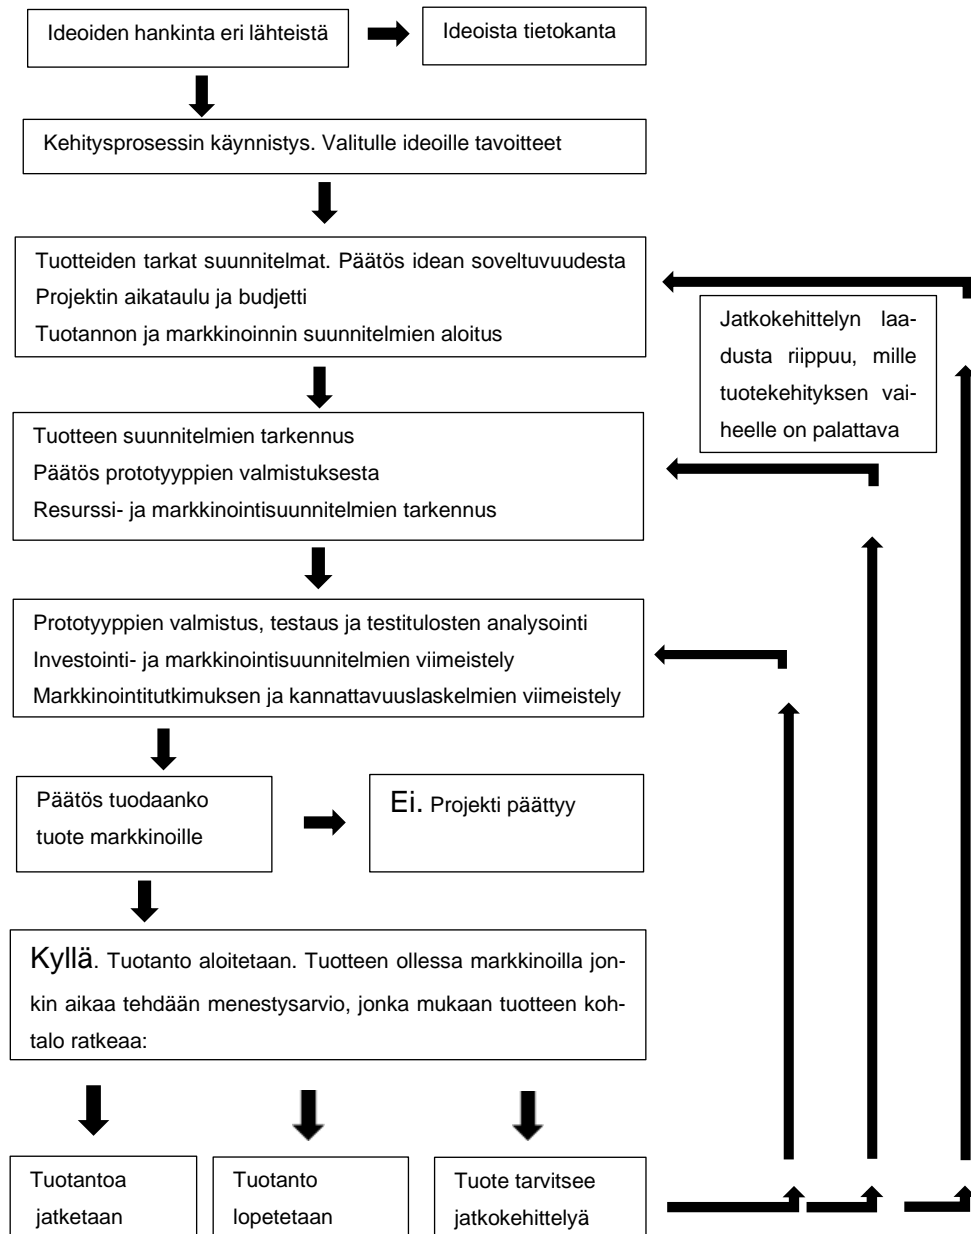 Ideoiden hankinta eri lähteistä
Ideoista tietokanta
Kehitysprosessin käynnistys. Valitulle ideoille tavoitteet
Tuotteiden tarkat suunnitelmat. Päätös idean soveltuvuudesta
Projektin aikataulu ja budjetti
Tuotannon ja markkinoinnin suunnitelmien aloitus
Jatkokehittelyn laa-
dusta riippuu, mille
tuotekehityksen vai-
heelle on palattava
Tuotteen suunnitelmien tarkennus
Päätös prototyyppien valmistuksesta
Resurssi- ja markkinointisuunnitelmien tarkennus
Prototyyppien valmistus, testaus ja testitulosten analysointi
Investointi- ja markkinointisuunnitelmien viimeistely
Markkinointitutkimuksen ja kannattavuuslaskelmien viimeistely
Päätös tuodaanko
tuote markkinoille
Ei. Projekti päättyy
Kyllä. Tuotanto aloitetaan. Tuotteen ollessa markkinoilla jon-
kin aikaa tehdään menestysarvio, jonka mukaan tuotteen koh-
talo ratkeaa:
Tuotantoa
jatketaan
Tuotanto
lopetetaan
Tuote tarvitsee
jatkokehittelyä